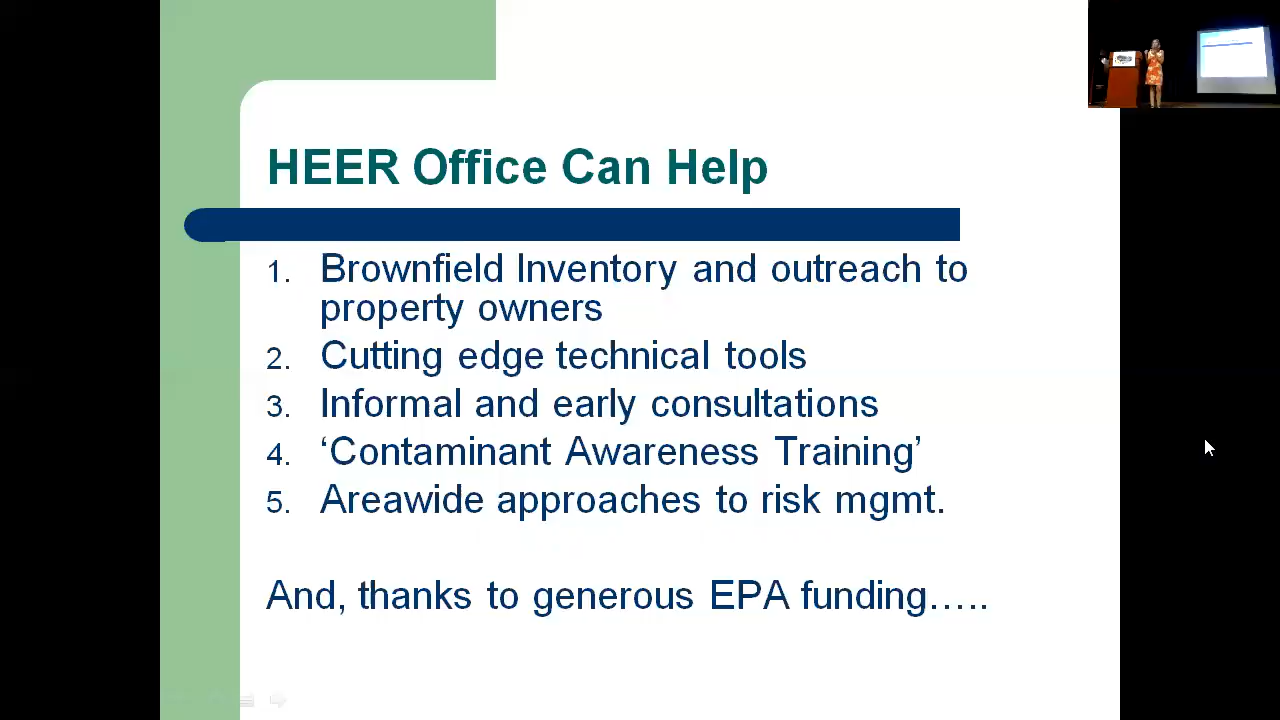 HEER Office Can Help
1. Brownfield Inventory and outreach to
property owners
2. Cutting edge technical tools
3. Informal and early consultations
4. ‘Contaminant Awareness Training’
5. Areawide approaches to risk mgmt.
And, thanks to generous EPA funding…..